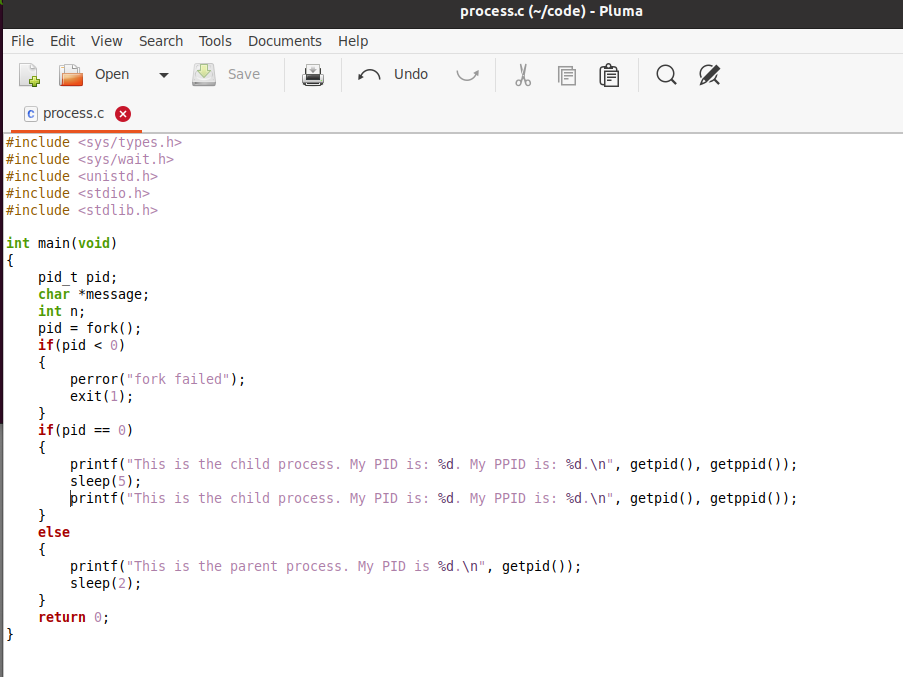 process.c (~/code) - Pluma
File Edit View Search Tools Documents Help
Open Save Undo
c process.c
#include <sys/types.h>
#include <sys/wait.h>
#include <unistd.h>
#include <stdio.h>
#include <stdlib.h>

int main(void)
{
    pid_t pid;
    char *message;
    int n;
    pid = fork();
    if(pid < 0)
    {
        perror("fork failed");
        exit(1);
    }
    if(pid == 0)
    {
        printf("This is the child process. My PID is: %d. My PPID is: %d.\n", getpid(), getppid());
        sleep(5);
        printf("This is the child process. My PID is: %d. My PPID is: %d.\n", getpid(), getppid());
    }
    else
    {
        printf("This is the parent process. My PID is %d.\n", getpid());
        sleep(2);
    }
    return 0;
}